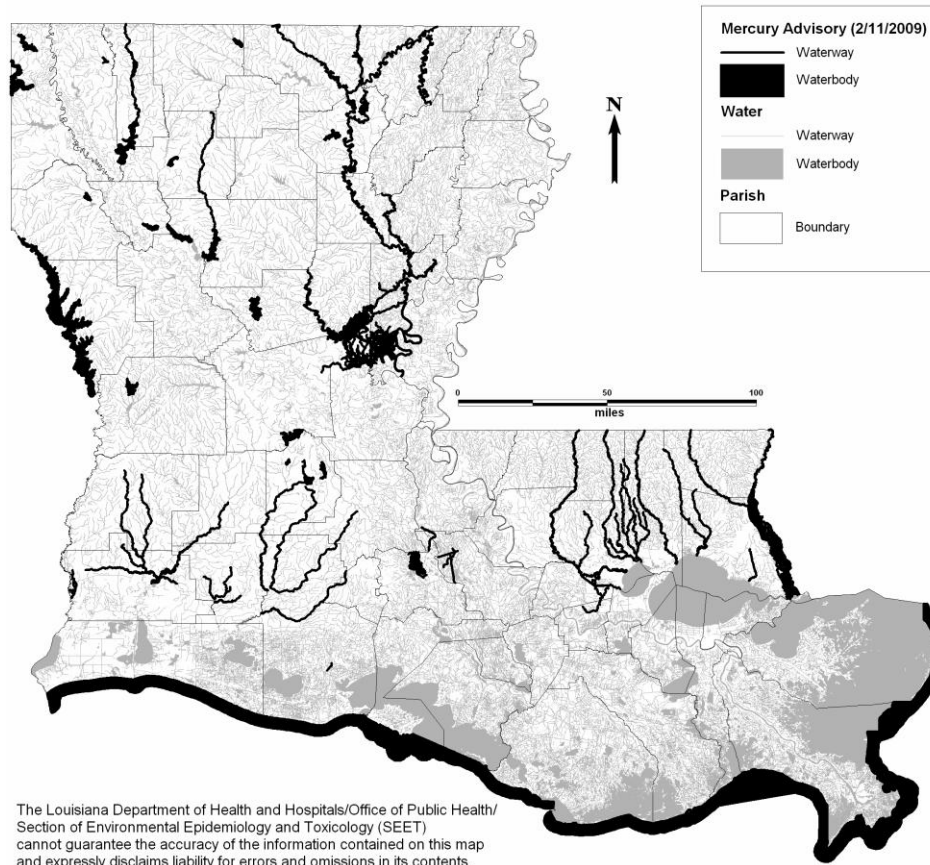 Mercury Advisory (2/11/2009)
Waterway
Waterbody
Water
Waterway
Waterbody
Parish
Boundary
N
0 50 100
miles
The Louisiana Department of Health and Hospitals/Office of Public Health/
Section of Environmental Epidemiology and Toxicology (SEET)
cannot guarantee the accuracy of the information contained on this map
and expressly disclaims liability for errors and omissions in its contents